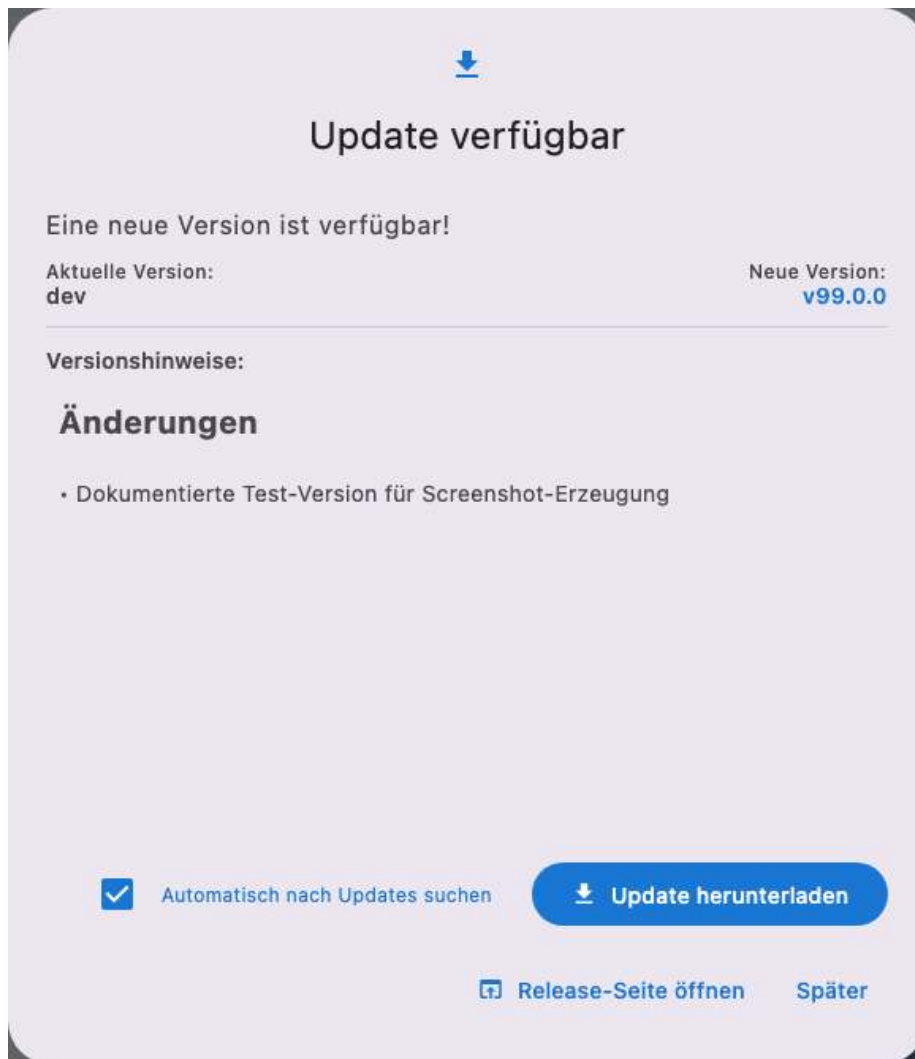 Update verfügbar
Eine neue Version ist verfügbar!
Aktuelle Version:
dev
Neue Version:
v99.0.0
Versionshinweise:
Änderungen
• Dokumentierte Test-Version für Screenshot-Erzeugung
Automatisch nach Updates suchen
Update herunterladen
Release-Seite öffnen
Später